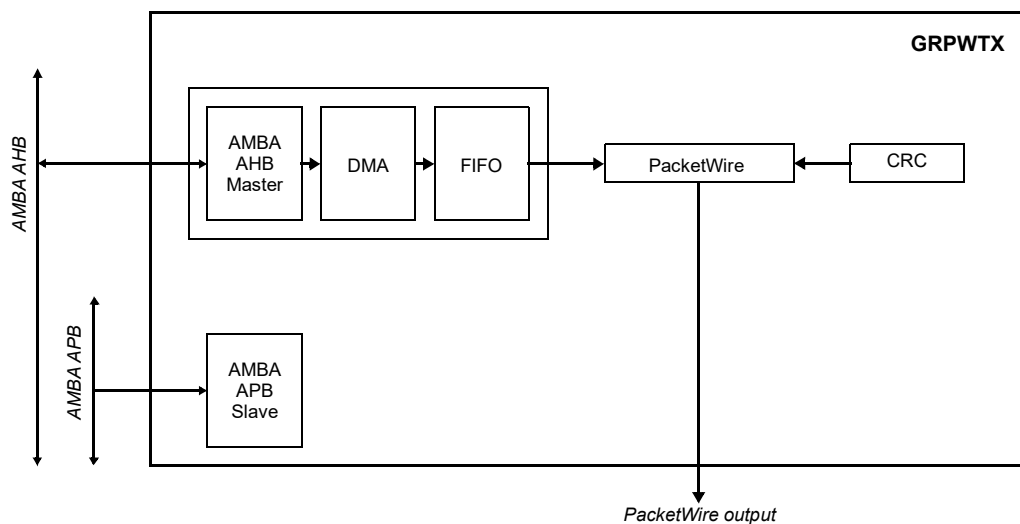 GRPWTX
AMBA AHB
AMBA
AHB
Master
DMA
FIFO
PacketWire
CRC
AMBA APB
AMBA
APB
Slave
PacketWire output